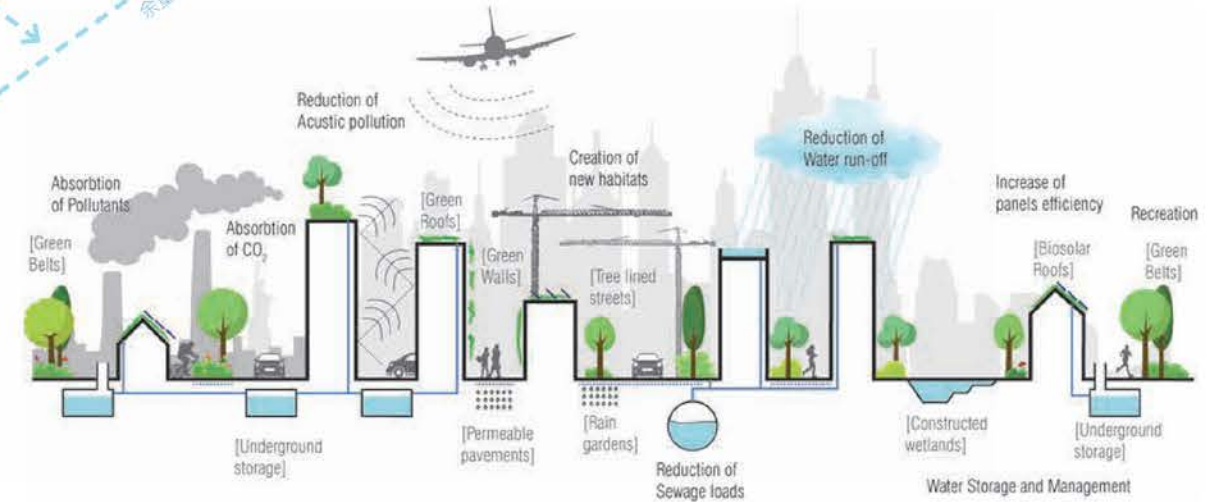 Reduction of
Acustic pollution
Creation of
new habitats
Reduction of
Water run-off
Absorbtion
of Pollutants
Increase of
panels efficiency
Recreation
[Green
Belts]
Absorbtion
of CO₂
[Green
Roofs]
[Green
Walls]
[Tree lined
streets]
[Biosolar
Roofs]
[Green
Belts]
[Underground
storage]
[Permeable
pavements]
[Rain
gardens]
Reduction of
Sewage loads
[Constructed
wetlands]
[Underground
storage]
Water Storage and Management